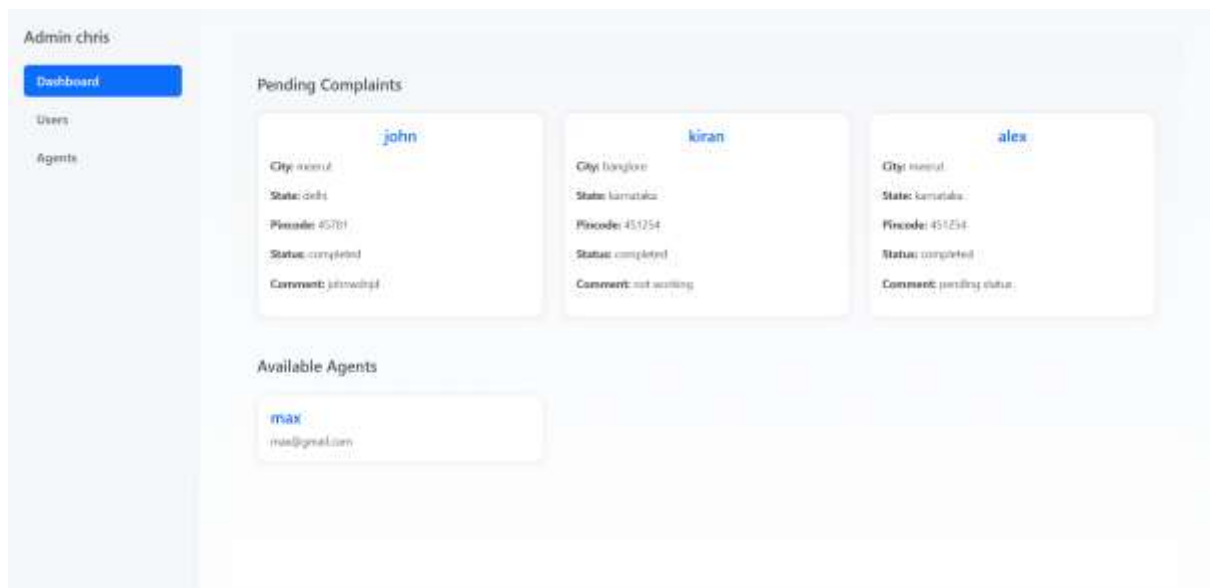 Admin chris
Dashboard
Users
Agents
Pending Complaints
john
City: meerut
State: delhi
Pincode: 45781
Status: completed
Comment:
kiran
City: banglore
State: karnataka
Pincode: 451254
Status: completed
Comment: not working
alex
City: meerut
State: karnataka
Pincode: 451254
Status: completed
Comment: pending status
Available Agents
max
max@gmail.com